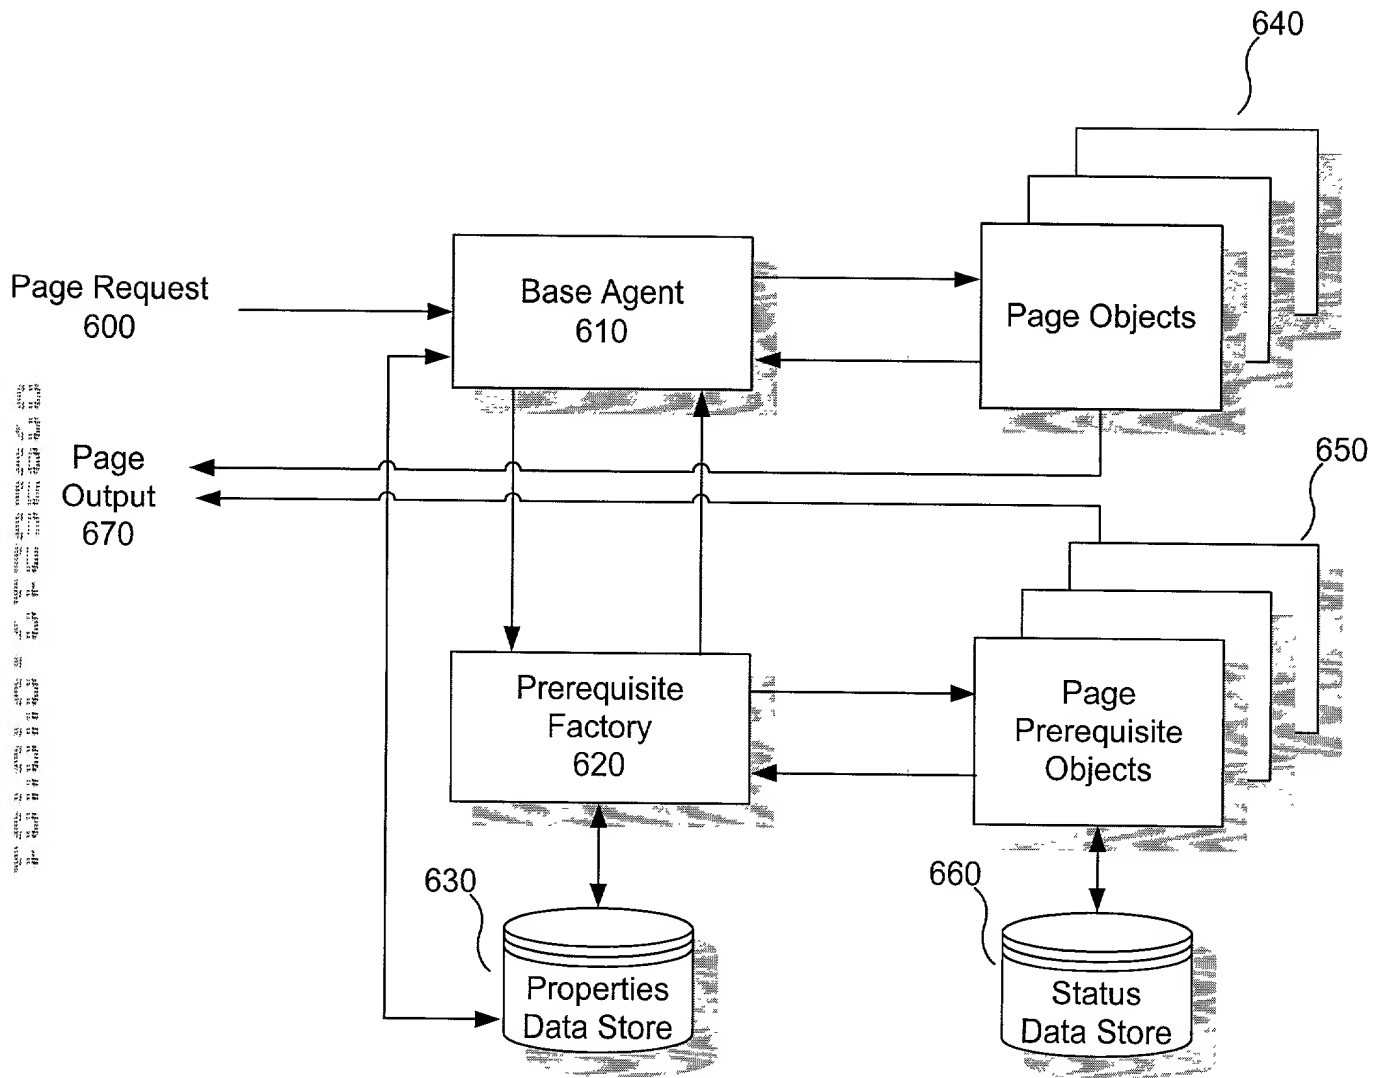 640
Page Request
600
Base Agent
610
Page Objects
Page
Output
670
650
Prerequisite
Factory
620
Page
Prerequisite
Objects
630
660
Properties
Data Store
Status
Data Store